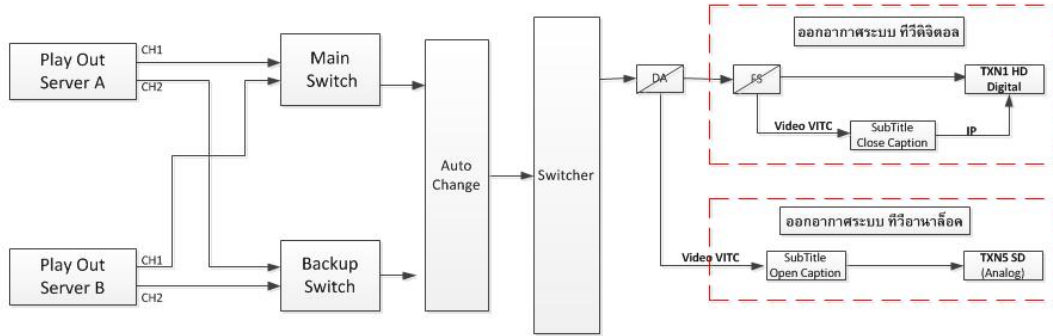 Play Out
Server A
CH1
CH2
Main
Switch
Play Out
Server B
CH1
CH2
Backup
Switch
Auto
Change
Switcher
DA
ออกอากาศระบบ ทีวีดิจิตอล
FS
TXN1 HD
Digital
Video VITC
SubTitle
Close Caption
IP
ออกอากาศระบบ ทีวีอานาล็อค
Video VITC
SubTitle
Open Caption
TXN5 SD
(Analog)